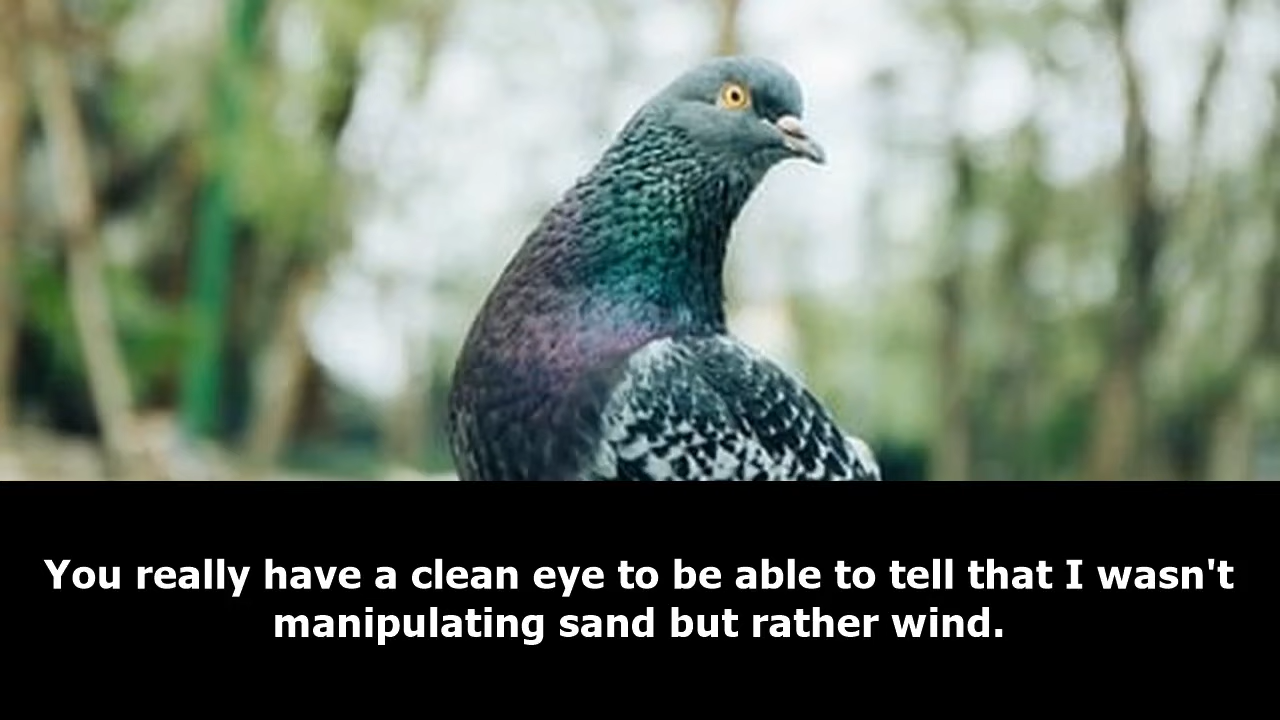 You really have a clean eye to be able to tell that I wasn't
manipulating sand but rather wind.